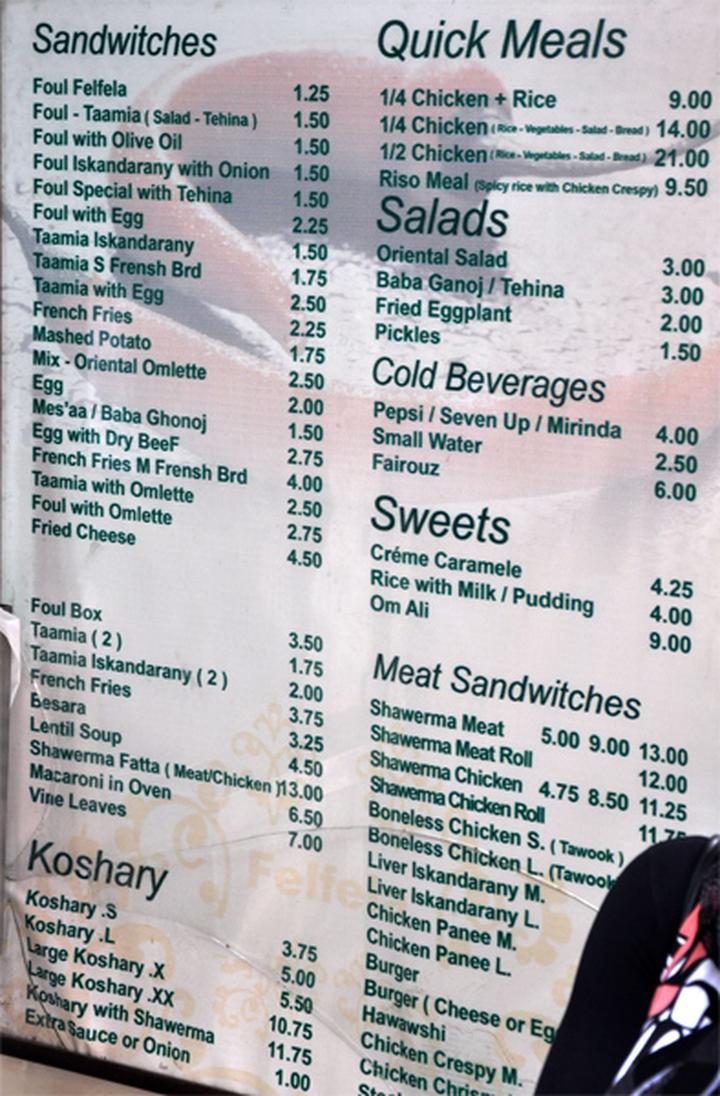 Sandwitches
Foul Felfela 1.25
Foul - Taamia ( Salad - Tehina ) 1.50
Foul with Olive Oil 1.50
Foul Iskandarany with Onion 1.50
Foul Special with Tehina 1.50
Foul with Egg 2.25
Taamia Iskandarany 1.50
Taamia S Frensh Brd 1.75
Taamia with Egg 2.50
French Fries 2.25
Mashed Potato 1.75
Mix - Oriental Omlette 2.50
Egg 2.00
Mes'aa / Baba Ghonoj 1.50
Egg with Dry BeeF 2.75
French Fries M Frensh Brd 4.00
Taamia with Omlette 2.50
Foul with Omlette 2.75
Fried Cheese 4.50
Foul Box 3.50
Taamia ( 2 ) 1.75
Taamia Iskandarany ( 2 ) 2.00
French Fries 3.75
Besara 3.25
Lentil Soup 4.50
Shawerma Fatta ( Meat/Chicken ) 13.00
Macaroni in Oven 6.50
Vine Leaves 7.00
Koshary
Koshary .S 3.75
Koshary .L 5.00
Large Koshary .X 5.50
Large Koshary .XX 10.75
Koshary with Shawerma 11.75
Extra Sauce or Onion 1.00
Quick Meals
1/4 Chicken + Rice 9.00
1/4 Chicken ( Rice - Vegetables - Salad - Bread ) 14.00
1/2 Chicken ( Rice - Vegetables - Salad - Bread ) 21.00
Riso Meal (Spicy rice with Chicken Crespy) 9.50
Salads
Oriental Salad 3.00
Baba Ganoj / Tehina 3.00
Fried Eggplant 2.00
Pickles 1.50
Cold Beverages
Pepsi / Seven Up / Mirinda 4.00
Small Water 2.50
Fairouz 6.00
Sweets
Créme Caramele 4.25
Rice with Milk / Pudding 4.00
Om Ali 9.00
Meat Sandwitches
Shawerma Meat 5.00 9.00 13.00
Shawerma Meat Roll 12.00
Shawerma Chicken 4.75 8.50 11.25
Shawerma Chicken Roll 11.75
Boneless Chicken S. ( Tawook )
Boneless Chicken L. (Tawook
Liver Iskandarany M.
Liver Iskandarany L.
Chicken Panee M.
Chicken Panee L.
Burger
Burger ( Cheese or Eg
Hawawshi
Chicken Crespy M.
Chicken